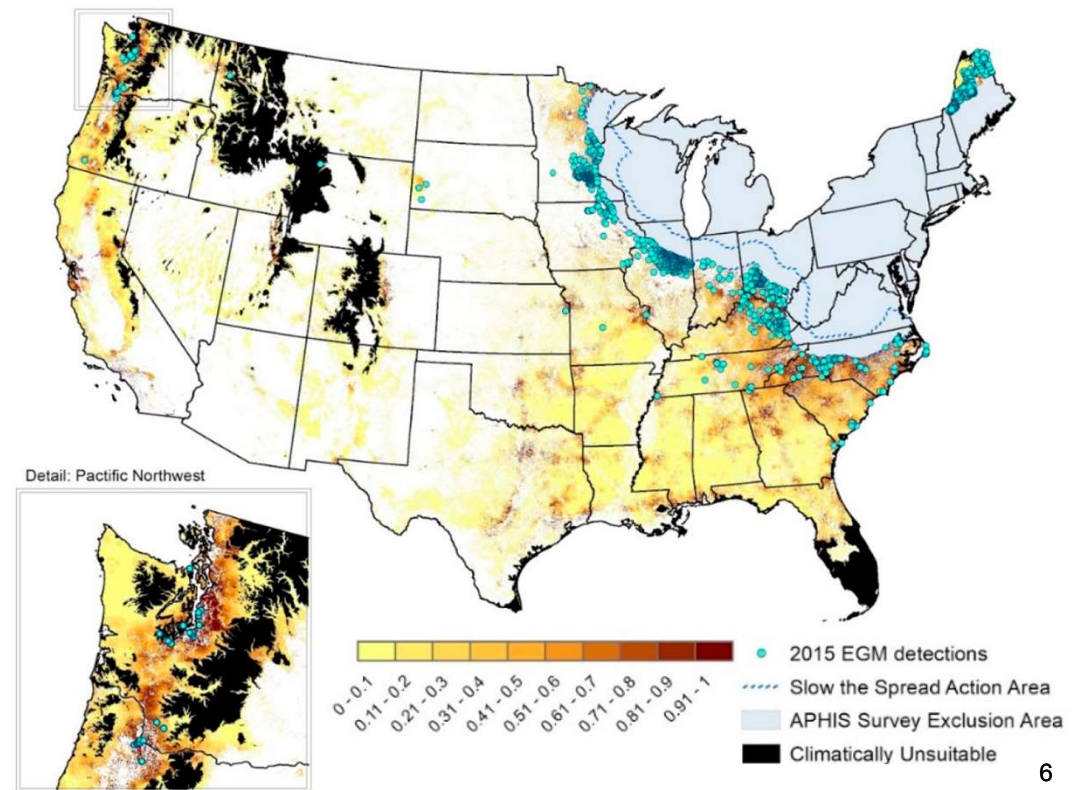 Detail: Pactific Northwest
0 - 0.1
0.11 - 0.2
0.21 - 0.3
0.31 - 0.4
0.41 - 0.5
0.51 - 0.6
0.61 - 0.7
0.71 - 0.8
0.81 - 0.9
0.91 - 1
2015 EGM detections
Slow the Spread Action Area
APHIS Survey Exclusion Area
Climatically Unsuitable
6